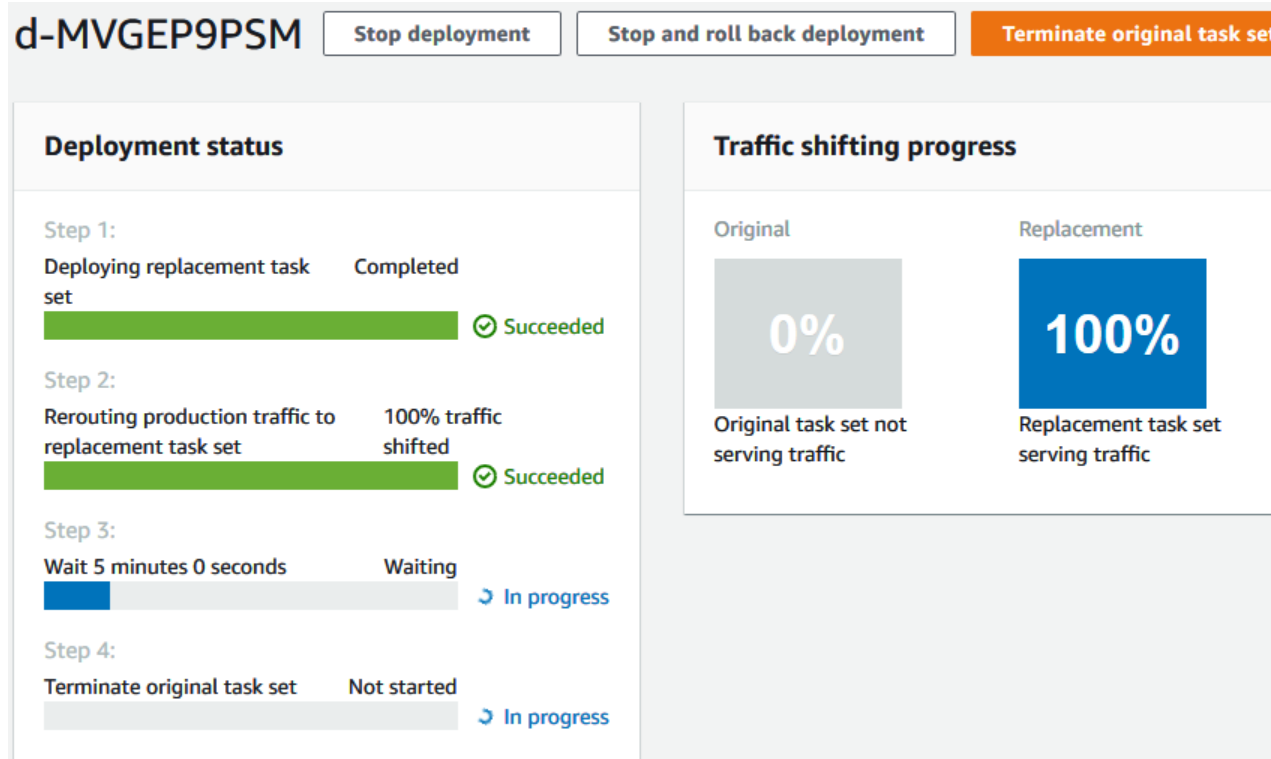 d-MVGEP9PSM
Stop deployment
Stop and roll back deployment
Terminate original task set
Deployment status
Step 1:
Deploying replacement task
set
Completed
Succeeded
Step 2:
Rerouting production traffic to
replacement task set
100% traffic
shifted
Succeeded
Step 3:
Wait 5 minutes 0 seconds
Waiting
In progress
Step 4:
Terminate original task set
Not started
In progress
Traffic shifting progress
Original
0%
Original task set not
serving traffic
Replacement
100%
Replacement task set
serving traffic